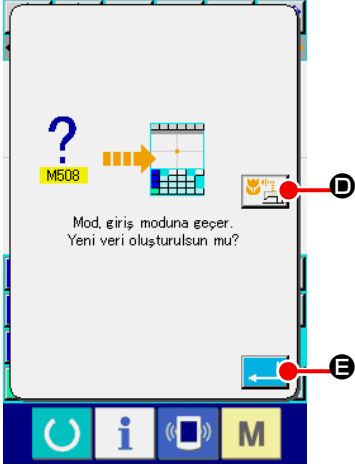 ?
M508
D
Mod, giriş moduna geçer.
Yeni veri oluşturulsun mu?
E
i
M